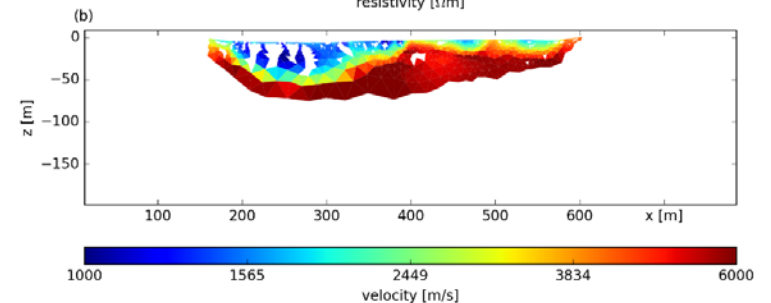 resistivity [Ωm]
(b)
0
−50
−100
−150
z [m]
100 200 300 400 500 600 x [m]
1000 1565 2449 3834 6000
velocity [m/s]